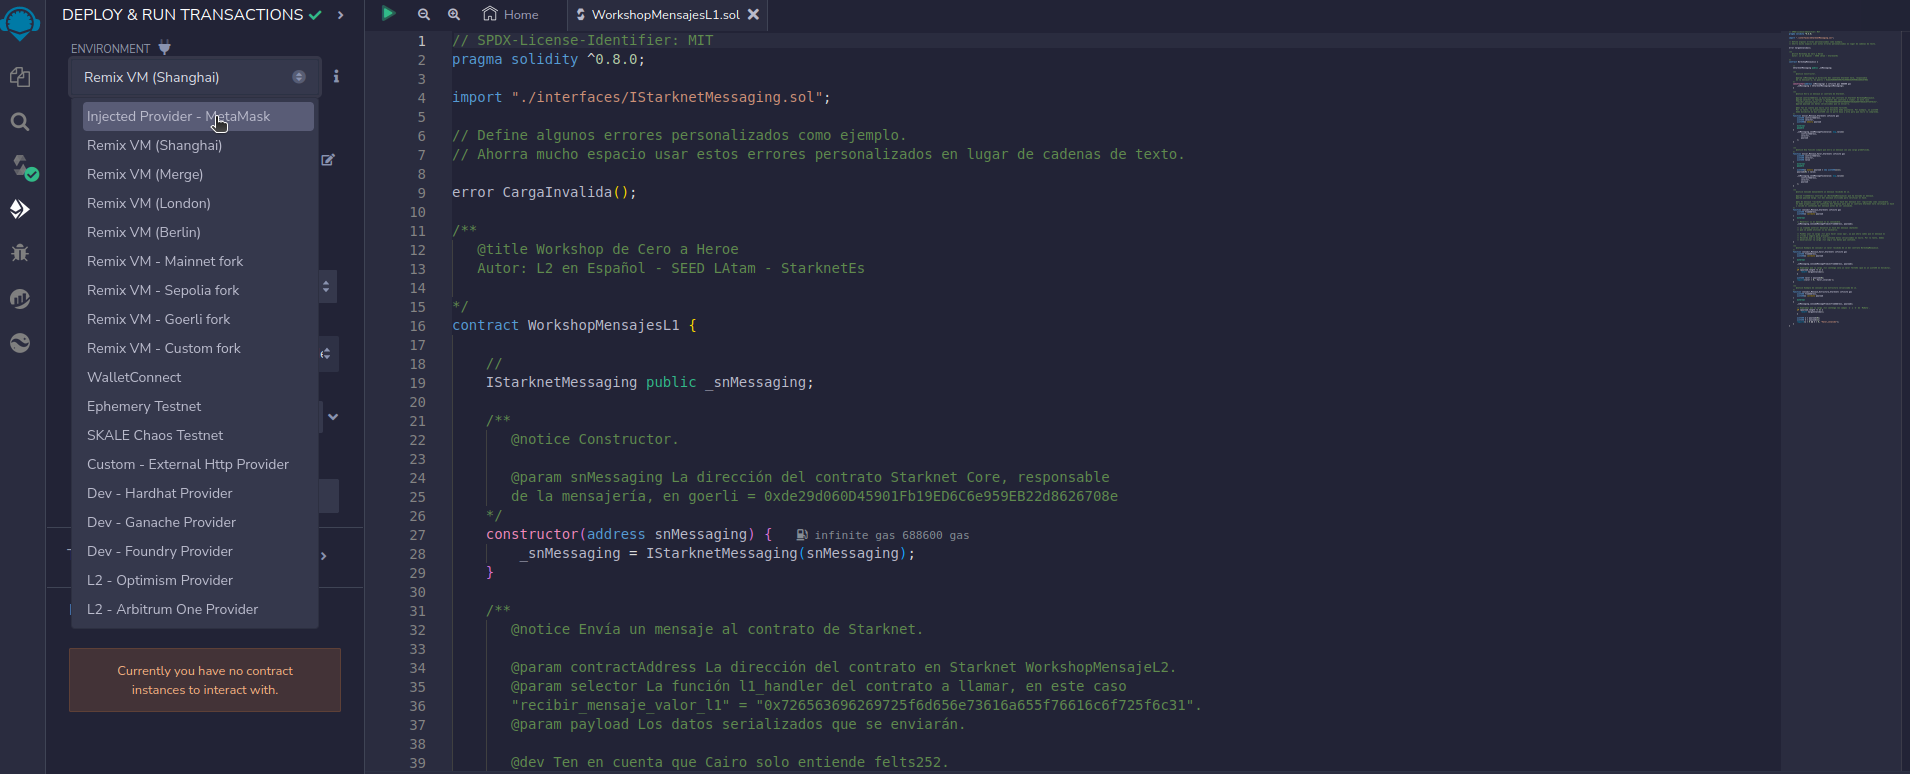 DEPLOY & RUN TRANSACTIONS
ENVIRONMENT
Remix VM (Shanghai)
Injected Provider - MetaMask
Remix VM (Shanghai)
Remix VM (Merge)
Remix VM (London)
Remix VM (Berlin)
Remix VM - Mainnet fork
Remix VM - Sepolia fork
Remix VM - Goerli fork
Remix VM - Custom fork
WalletConnect
Ephemery Testnet
SKALE Chaos Testnet
Custom - External Http Provider
Dev - Hardhat Provider
Dev - Ganache Provider
Dev - Foundry Provider
L2 - Optimism Provider
L2 - Arbitrum One Provider
Currently you have no contract
instances to interact with.
Home WorkshopMensajesL1.sol
1 // SPDX-License-Identifier: MIT
2 pragma solidity ^0.8.0;
3
4 import "./interfaces/IStarknetMessaging.sol";
5
6 // Define algunos errores personalizados como ejemplo.
7 // Ahorra mucho espacio usar estos errores personalizados en lugar de cadenas de texto.
8
9 error CargaInvalida();
10
11 /**
12 @title Workshop de Cero a Heroe
13 Autor: L2 en Español - SEED LAtam - StarknetEs
14
15 */
16 contract WorkshopMensajesL1 {
17
18 //
19 IStarknetMessaging public _snMessaging;
20
21 /**
22 @notice Constructor.
23
24 @param snMessaging La dirección del contrato Starknet Core, responsable
25 de la mensajería, en goerli = 0xde29d060D45901Fb19ED6C6e959EB22d8626708e
26 */
27 constructor(address snMessaging) { infinite gas 688600 gas
28 _snMessaging = IStarknetMessaging(snMessaging);
29 }
30
31 /**
32 @notice Envía un mensaje al contrato de Starknet.
33
34 @param contractAddress La dirección del contrato en Starknet WorkshopMensajeL2.
35 @param selector La función l1_handler del contrato a llamar, en este caso
36 "recibir_mensaje_valor_l1" = "0x726563696269725f6d656e73616a655f76616c6f725f6c31".
37 @param payload Los datos serializados que se enviarán.
38
39 @dev Ten en cuenta que Cairo solo entiende felts252.